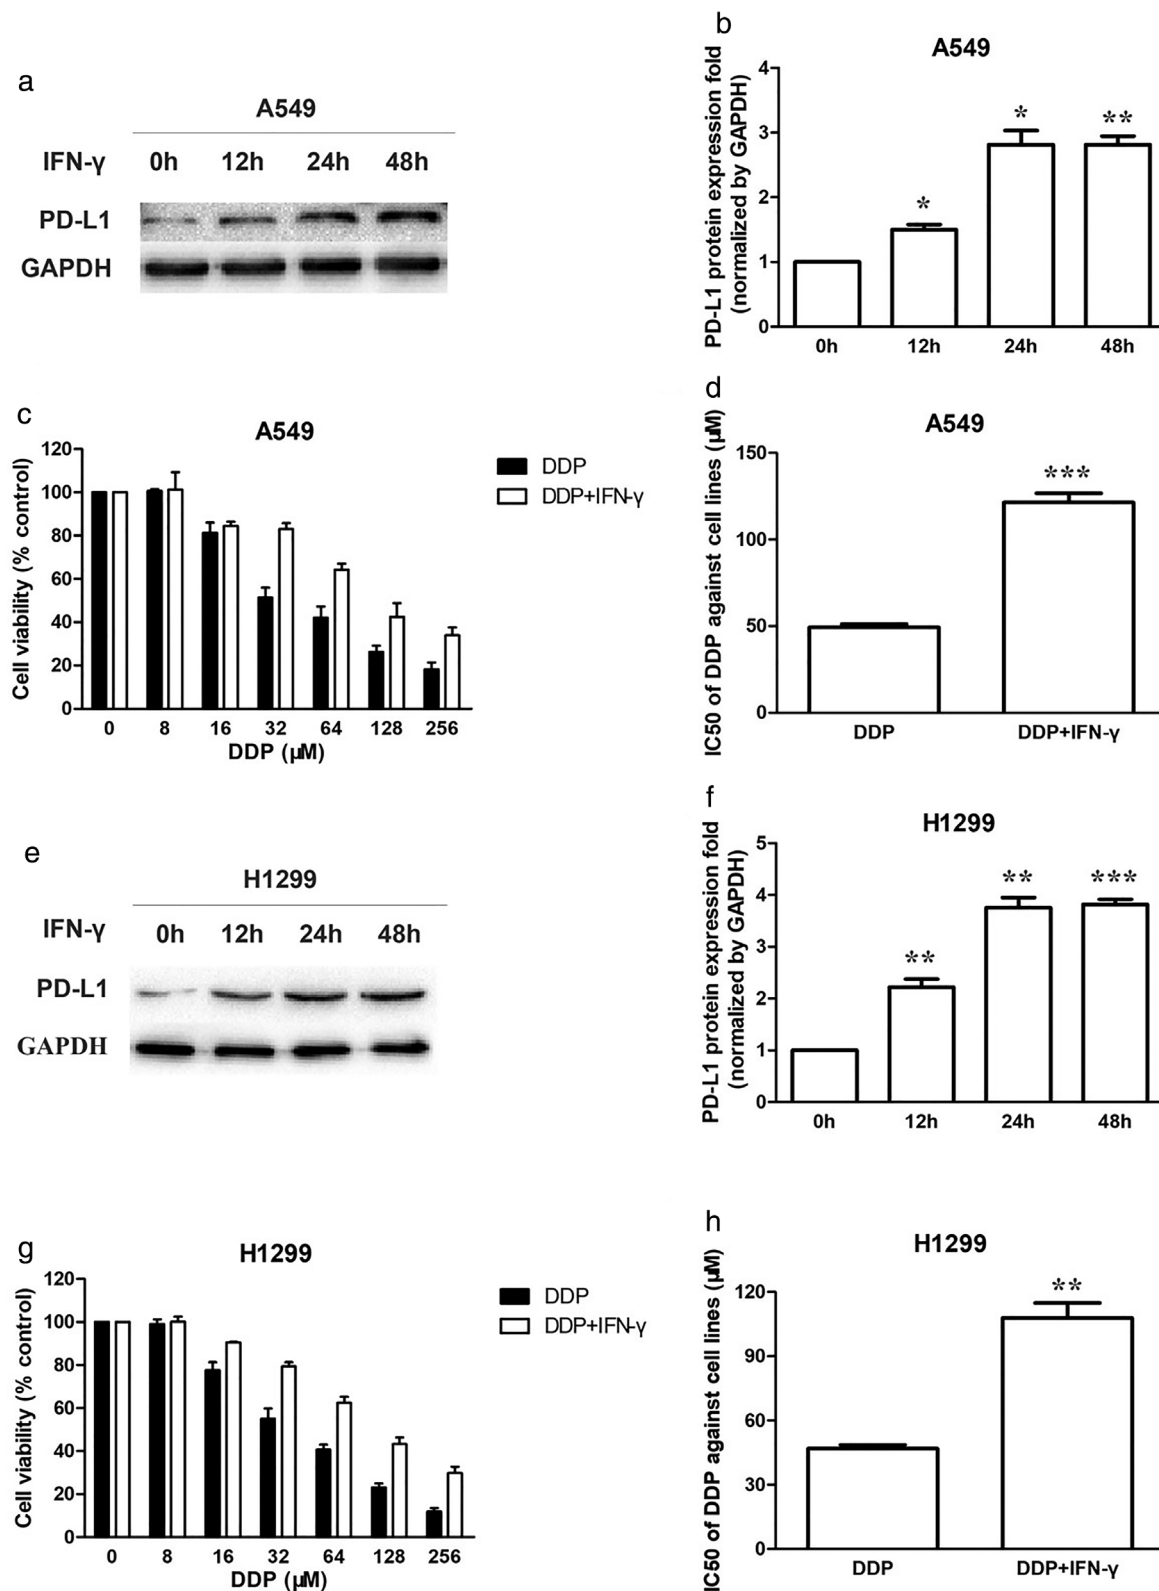 a
A549
IFN-γ 0h 12h 24h 48h
PD-L1
GAPDH
b
A549
PD-L1 protein expression fold
(normalized by GAPDH)
4
3
2
1
0
* * **
0h 12h 24h 48h
c
A549
Cell viability (% control)
120
100
80
60
40
20
0
0 8 16 32 64 128 256
DDP (µM)
DDP
DDP+IFN-γ
d
A549
IC50 of DDP against cell lines (µM)
150
100
50
0
***
DDP DDP+IFN-γ
e
H1299
IFN-γ 0h 12h 24h 48h
PD-L1
GAPDH
f
H1299
PD-L1 protein expression fold
(normalized by GAPDH)
5
4
3
2
1
0
** ** ***
0h 12h 24h 48h
g
H1299
Cell viability (% control)
120
100
80
60
40
20
0
0 8 16 32 64 128 256
DDP (µM)
DDP
DDP+IFN-γ
h
H1299
IC50 of DDP against cell lines (µM)
120
90
60
30
0
**
DDP DDP+IFN-γ